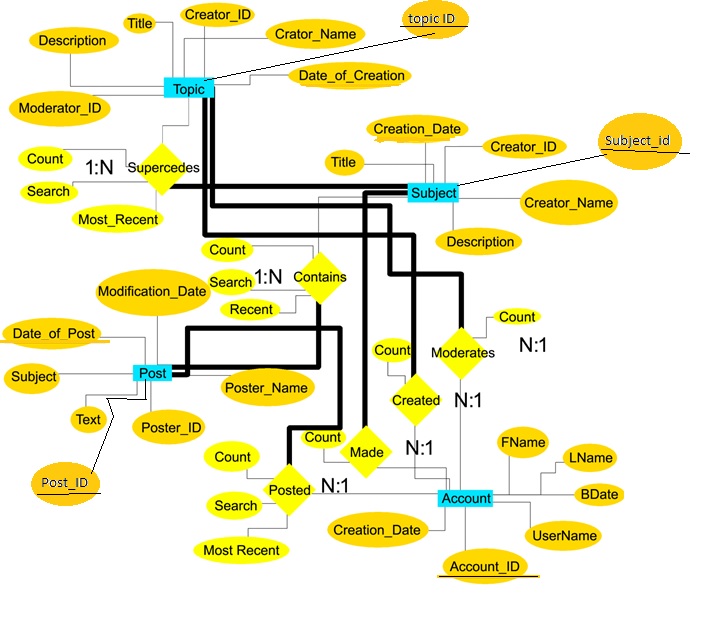 Title
Creator_ID
topic ID
Description
Crator_Name
Topic
Date_of_Creation
Moderator_ID
Creation_Date
Subject_id
Count
1:N
Supercedes
Title
Creator_ID
Search
Subject
Creator_Name
Most_Recent
Description
Count
Search
1:N
Contains
Modification_Date
Recent
Count
Date_of_Post
Moderates
N:1
Count
Subject
Post
Poster_Name
Created
N:1
Text
Poster_ID
Count
Made
N:1
FName
Count
LName
Post_ID
Posted
N:1
Account
BDate
Search
Creation_Date
UserName
Most Recent
Account_ID